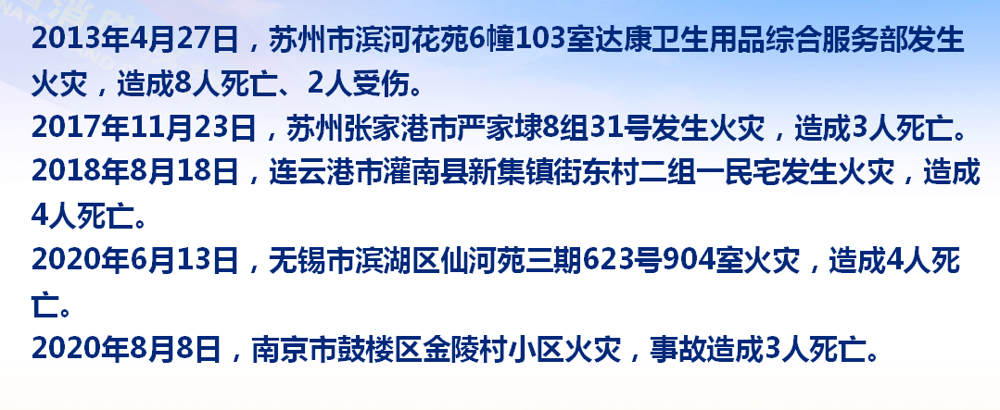 2013年4月27日，苏州市滨河花苑6幢103室达康卫生用品综合服务部发生
火灾，造成8人死亡、2人受伤。
2017年11月23日，苏州张家港市严家埭8组31号发生火灾，造成3人死亡。
2018年8月18日，连云港市灌南县新集镇街东村二组一民宅发生火灾，造成
4人死亡。
2020年6月13日，无锡市滨湖区仙河苑三期623号904室火灾，造成4人死
亡。
2020年8月8日，南京市鼓楼区金陵村小区火灾，事故造成3人死亡。